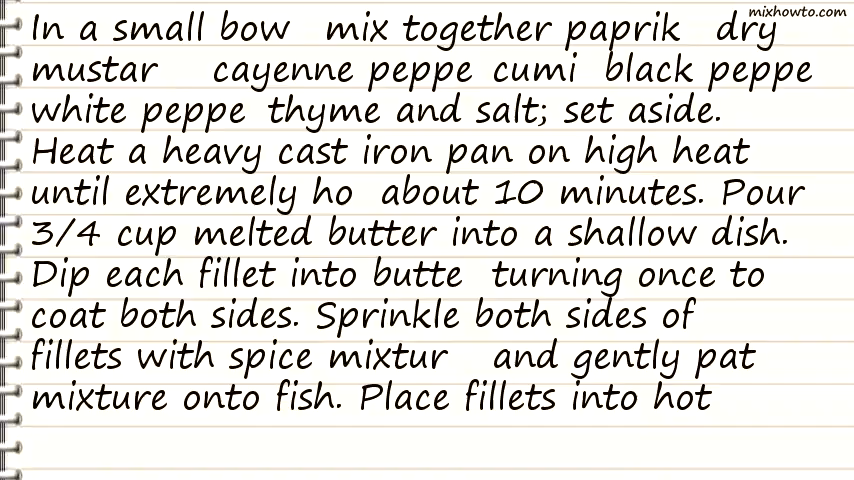 mixhowto.com
In a small bow mix together paprik dry
mustar cayenne peppe cumi black peppe
white peppe thyme and salt; set aside.
Heat a heavy cast iron pan on high heat
until extremely ho about 10 minutes. Pour
3/4 cup melted butter into a shallow dish.
Dip each fillet into butte turning once to
coat both sides. Sprinkle both sides of
fillets with spice mixtur and gently pat
mixture onto fish. Place fillets into hot